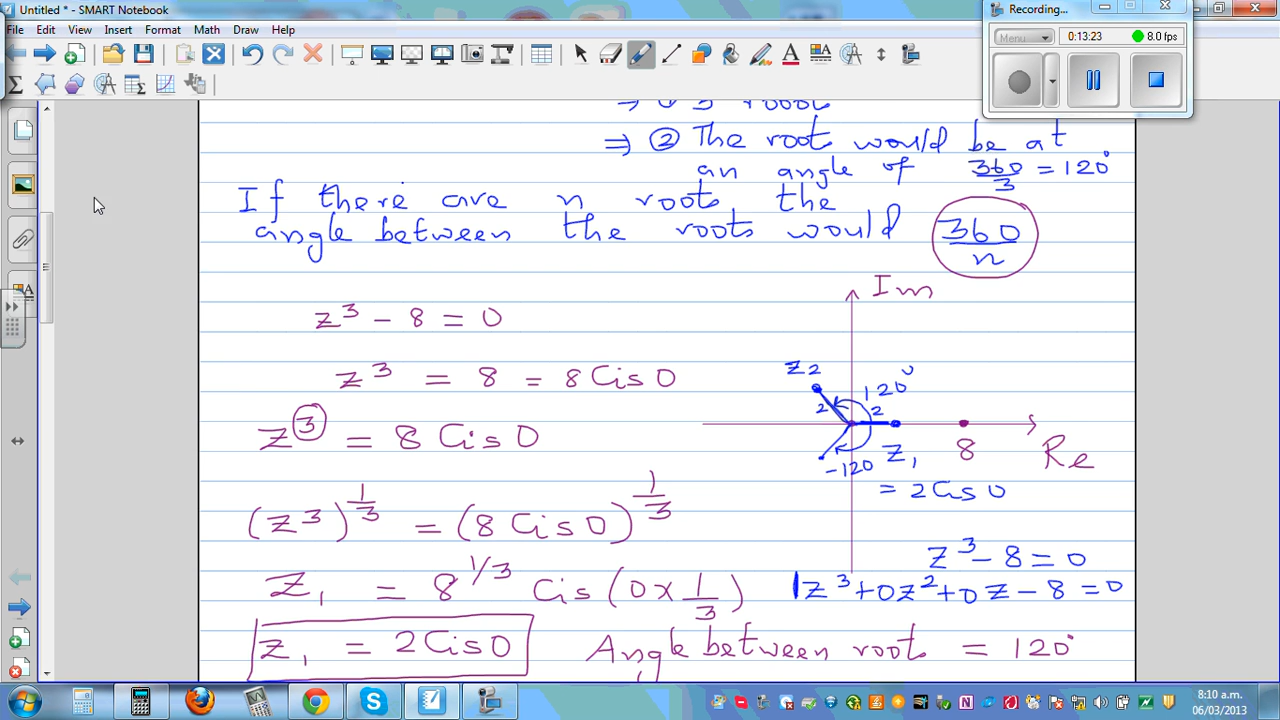 Untitled * - SMART Notebook
File Edit View Insert Format Math Draw Help
Recording...
Menu
0:13:23
8.0 fps
⇒ ② The roots would be at
an angle of 360/3 = 120°
If there are n roots the
angle between the roots would 360/n
Im
z³ - 8 = 0
z³ = 8 = 8 Cis 0
z2
120°
2
2
z³ = 8 Cis 0
8
Re
-120
z₁
= 2 Cis 0
(z³)^1/3 = (8 Cis 0)^1/3
z³ - 8 = 0
z₁ = 8^1/3 Cis (0 x 1/3)
1z³ + 0z² + 0z - 8 = 0
z₁ = 2 Cis 0
Angle between roots = 120°
8:10 a.m.
06/03/2013